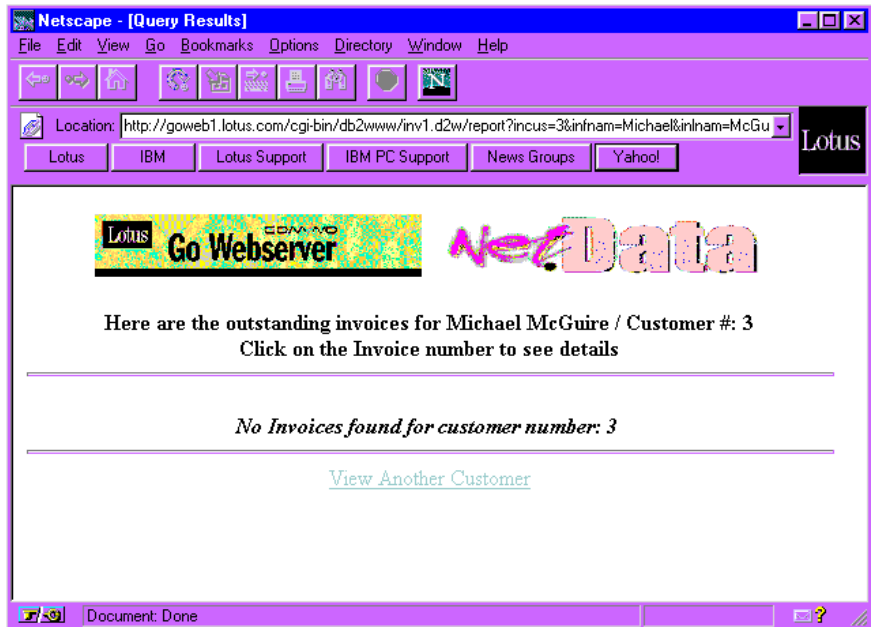 Netscape - [Query Results]
File Edit View Go Bookmarks Options Directory Window Help
N
Location: http://goweb1.lotus.com/cgi-bin/db2www/inv1.d2w/report?incus=3&infnam=Michael&inlnam=McGu
Lotus
Lotus IBM Lotus Support IBM PC Support News Groups Yahoo!
Lotus Go Webserver
Net.Data
Here are the outstanding invoices for Michael McGuire / Customer #: 3
Click on the Invoice number to see details
No Invoices found for customer number: 3
View Another Customer
Document: Done
?